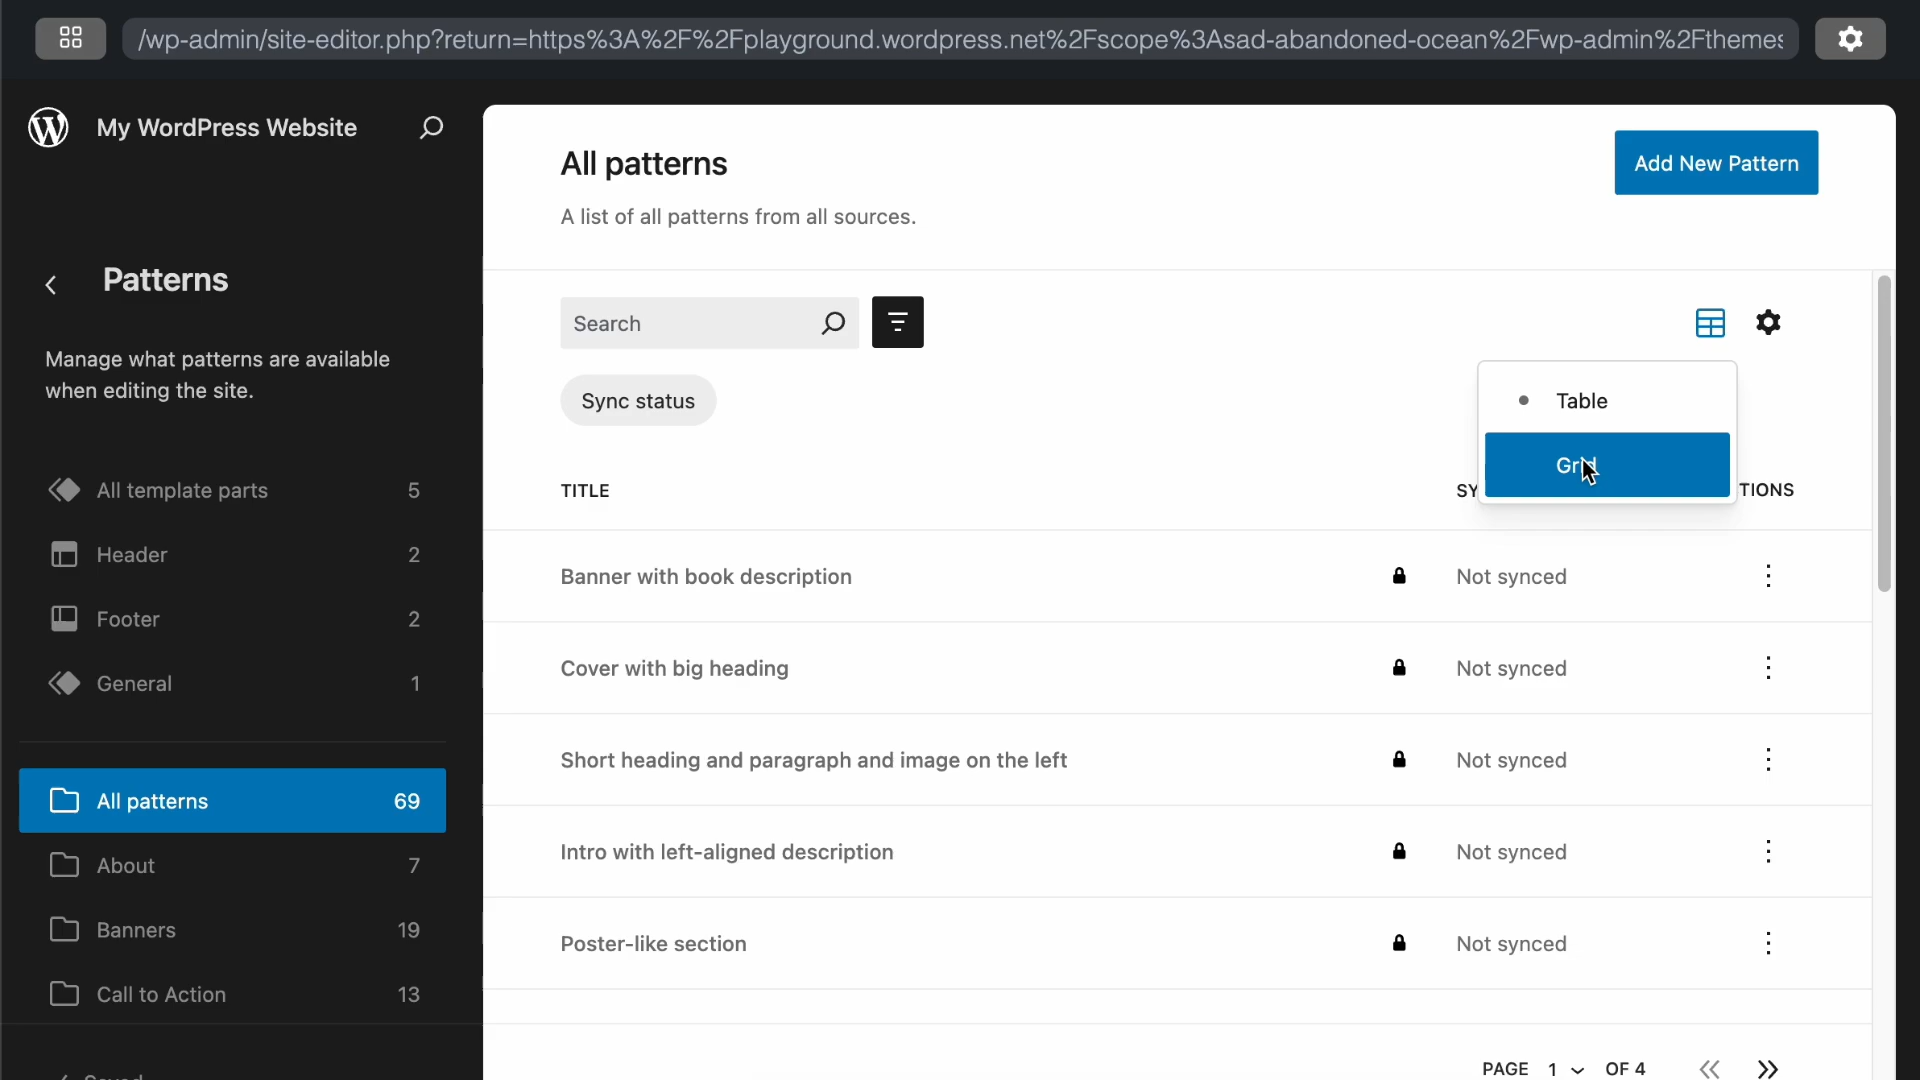 /wp-admin/site-editor.php?return=https%3A%2F%2Fplayground.wordpress.net%2Fscope%3Asad-abandoned-ocean%2Fwp-admin%2Fthemes
My WordPress Website
Patterns
Manage what patterns are available
when editing the site.
All template parts 5
Header 2
Footer 2
General 1
All patterns 69
About 7
Banners 19
Call to Action 13
All patterns
Add New Pattern
A list of all patterns from all sources.
Search
Sync status
Table
Grid
TITLE SY TIONS
Banner with book description Not synced
Cover with big heading Not synced
Short heading and paragraph and image on the left Not synced
Intro with left-aligned description Not synced
Poster-like section Not synced
PAGE 1 OF 4